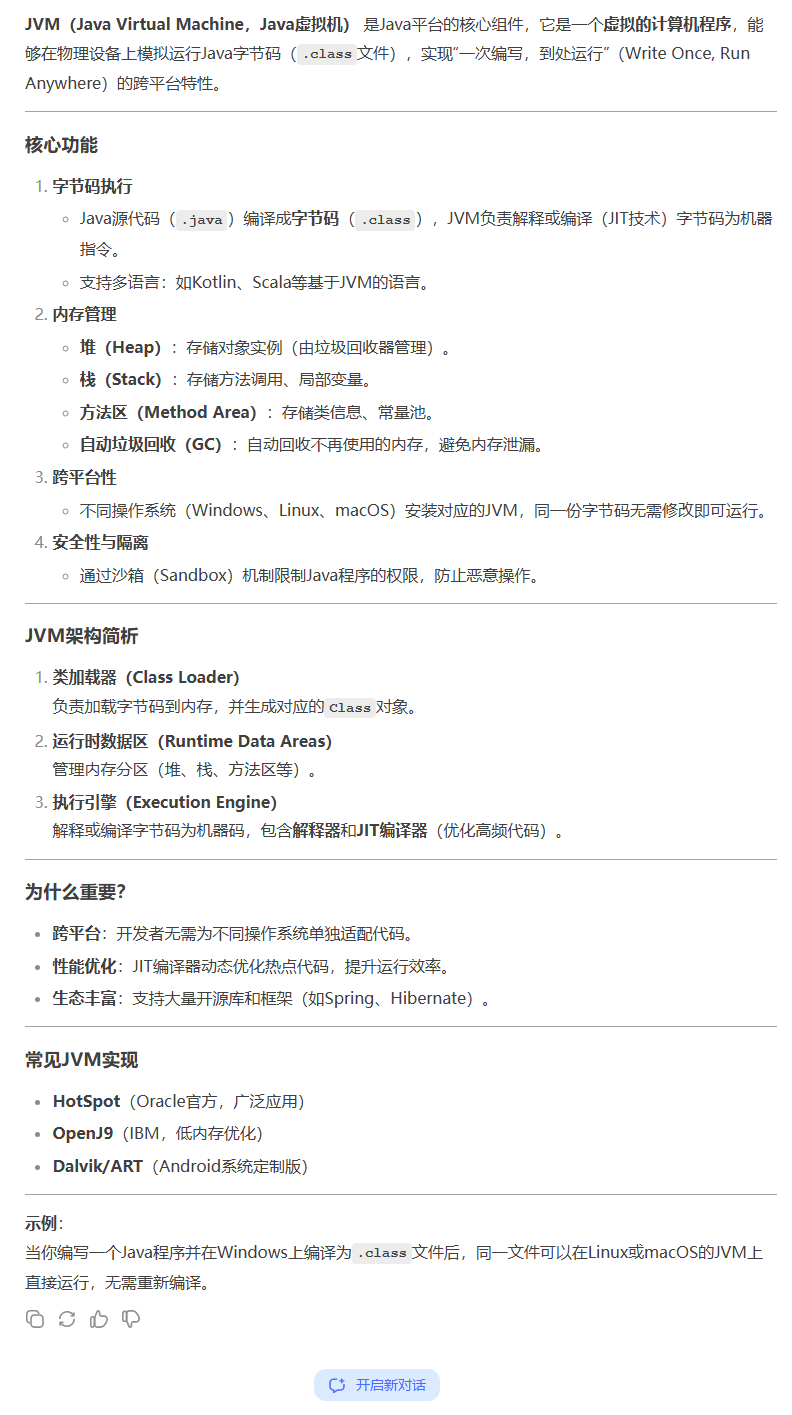 JVM（Java Virtual Machine，Java虚拟机） 是Java平台的核心组件，它是一个虚拟的计算机程序，能
够在物理设备上模拟运行Java字节码（ .class 文件），实现“一次编写，到处运行”（Write Once, Run
Anywhere）的跨平台特性。
核心功能
1. 字节码执行
◦ Java源代码（ .java ）编译成字节码（ .class ），JVM负责解释或编译（JIT技术）字节码为机器
指令。
◦ 支持多语言：如Kotlin、Scala等基于JVM的语言。
2. 内存管理
◦ 堆（Heap）：存储对象实例（由垃圾回收器管理）。
◦ 栈（Stack）：存储方法调用、局部变量。
◦ 方法区（Method Area）：存储类信息、常量池。
◦ 自动垃圾回收（GC）：自动回收不再使用的内存，避免内存泄漏。
3. 跨平台性
◦ 不同操作系统（Windows、Linux、macOS）安装对应的JVM，同一份字节码无需修改即可运行。
4. 安全性与隔离
◦ 通过沙箱（Sandbox）机制限制Java程序的权限，防止恶意操作。
JVM架构简析
1. 类加载器（Class Loader）
负责加载字节码到内存，并生成对应的 Class 对象。
2. 运行时数据区（Runtime Data Areas）
管理内存分区（堆、栈、方法区等）。
3. 执行引擎（Execution Engine）
解释或编译字节码为机器码，包含解释器和JIT编译器（优化高频代码）。
为什么重要？
• 跨平台：开发者无需为不同操作系统单独适配代码。
• 性能优化：JIT编译器动态优化热点代码，提升运行效率。
• 生态丰富：支持大量开源库和框架（如Spring、Hibernate）。
常见JVM实现
• HotSpot（Oracle官方，广泛应用）
• OpenJ9（IBM，低内存优化）
• Dalvik/ART（Android系统定制版）
示例：
当你编写一个Java程序并在Windows上编译为 .class 文件后，同一文件可以在Linux或macOS的JVM上
直接运行，无需重新编译。
开启新对话